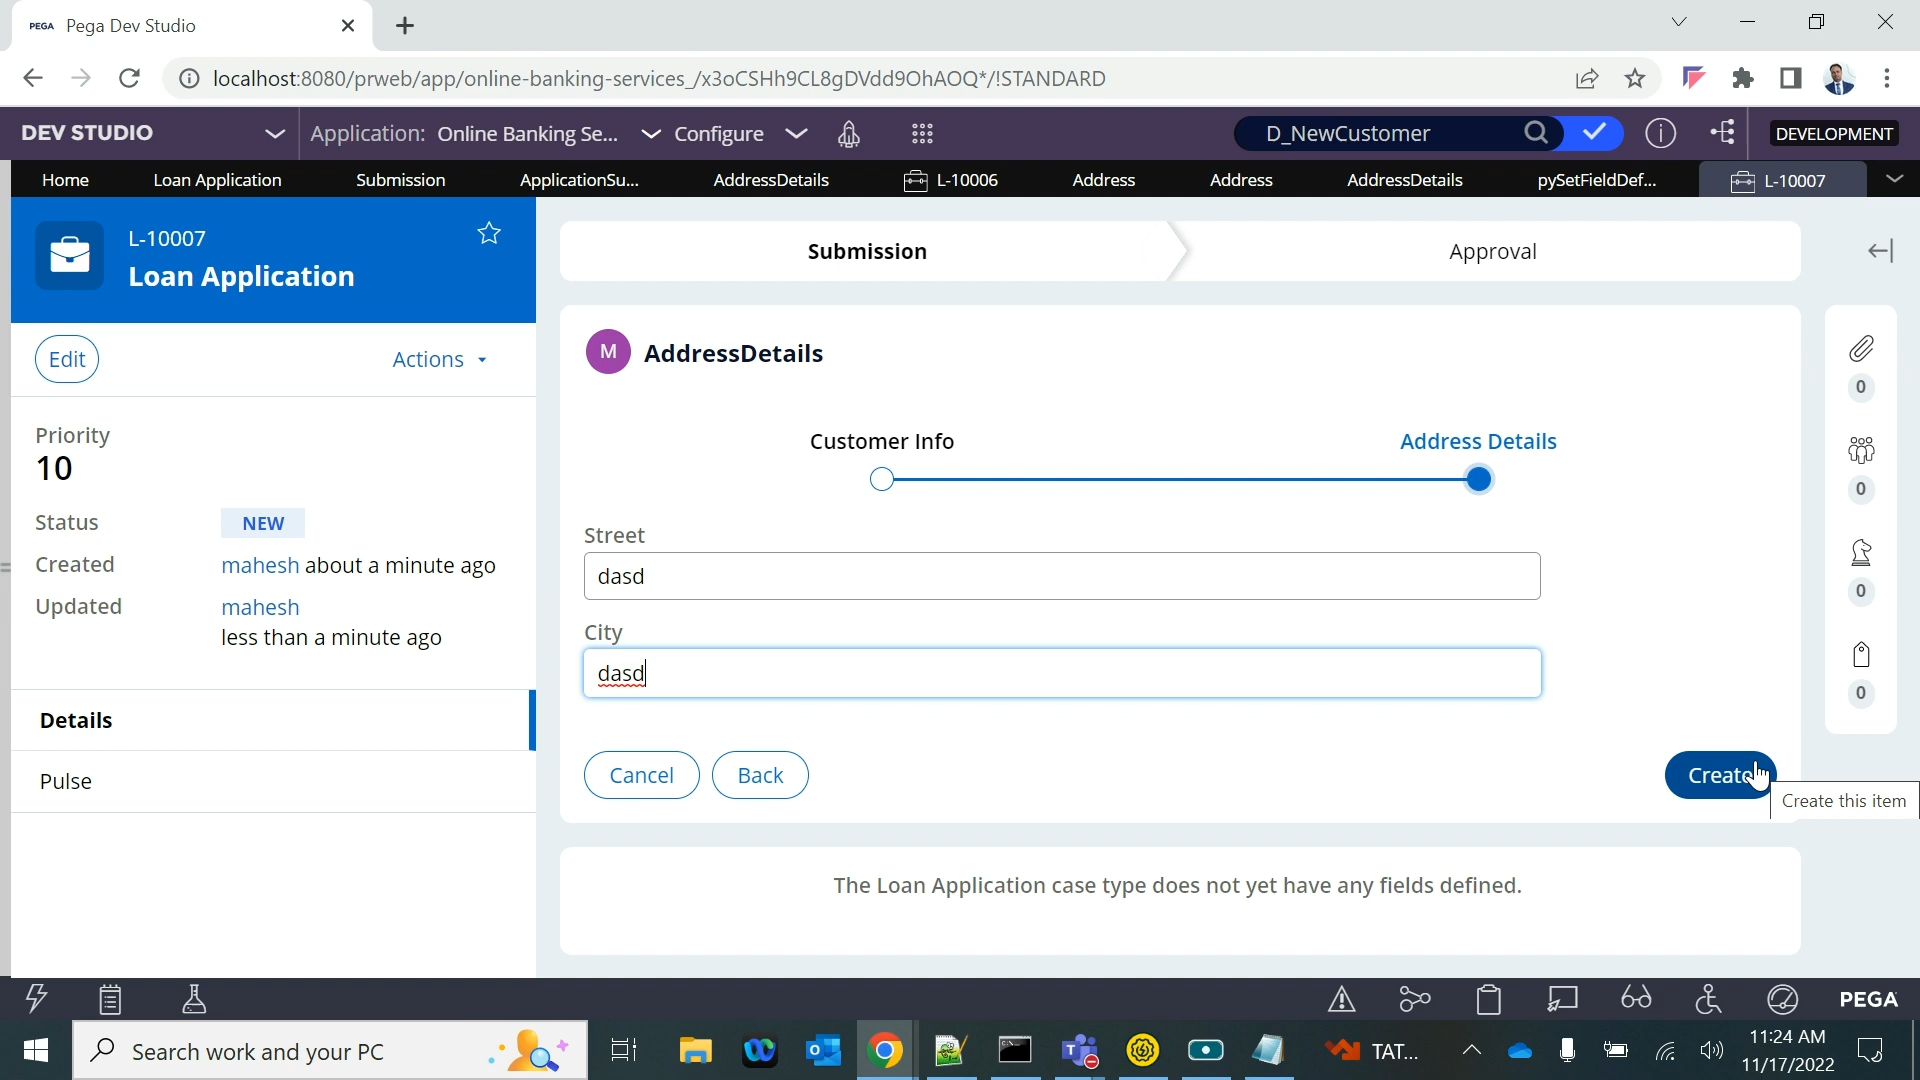 PEGA Pega Dev Studio
localhost:8080/prweb/app/online-banking-services_/x3oCSHh9CL8gDVdd9OhAOQ*/!STANDARD
DEV STUDIO Application: Online Banking Se... Configure D_NewCustomer DEVELOPMENT
Home Loan Application Submission ApplicationSu... AddressDetails L-10006 Address Address AddressDetails pySetFieldDef... L-10007
L-10007
Loan Application
Edit Actions
Priority
10
Status NEW
Created mahesh about a minute ago
Updated mahesh
less than a minute ago
Details
Pulse
Submission Approval
M AddressDetails
Customer Info Address Details
Street
dasd
City
dasd
Cancel Back Create
Create this item
The Loan Application case type does not yet have any fields defined.
0
0
0
0
PEGA
Search work and your PC
TAT...
11:24 AM
11/17/2022